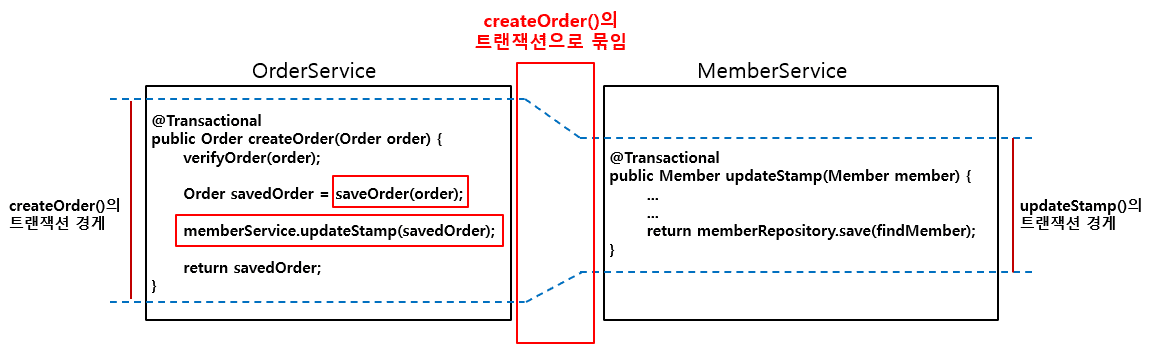 createOrder()의
트랜잭션으로 묶임
OrderService
MemberService
@Transactional
public Order createOrder(Order order) {
verifyOrder(order);
Order savedOrder = saveOrder(order);
memberService.updateStamp(savedOrder);
return savedOrder;
}
createOrder()의
트랜잭션 경게
@Transactional
public Member updateStamp(Member member) {
...
...
return memberRepository.save(findMember);
}
updateStamp()의
트랜잭션 경게